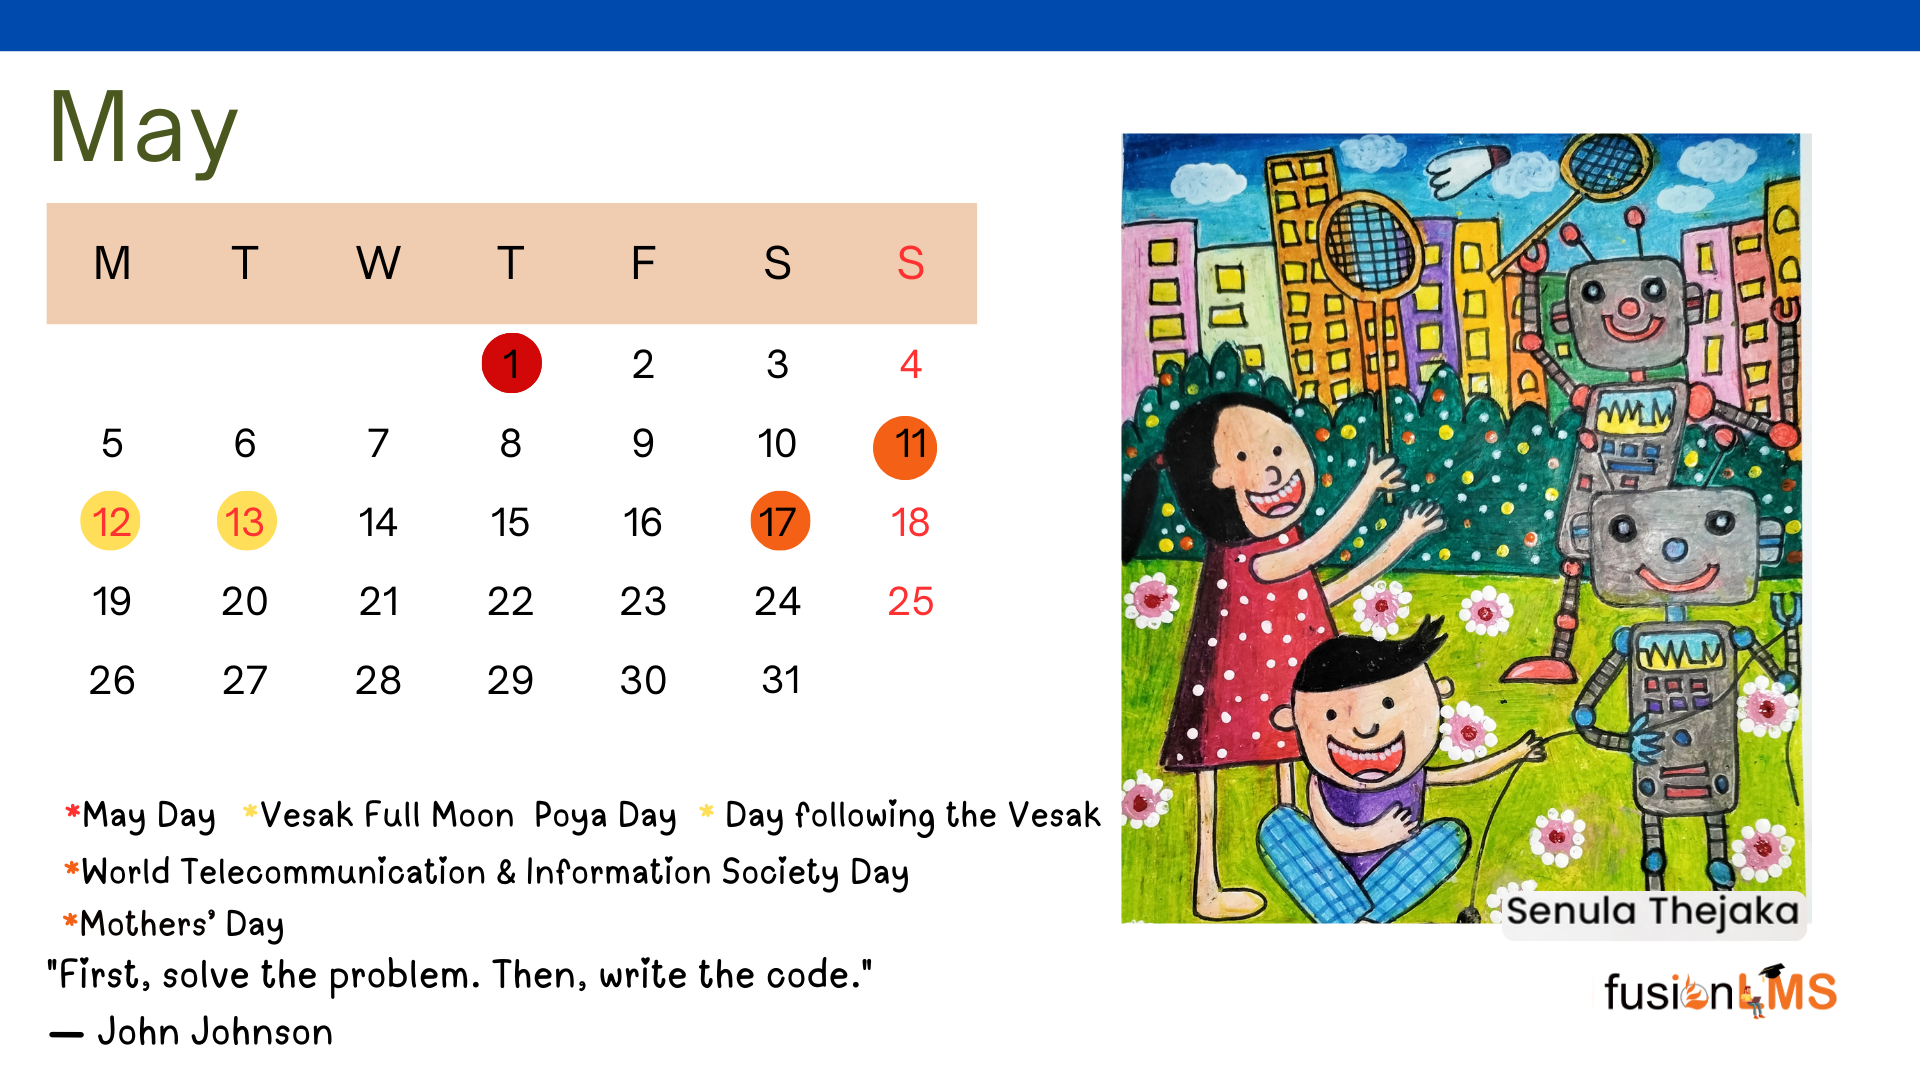 May
M T W T F S S
1 2 3 4
5 6 7 8 9 10 11
12 13 14 15 16 17 18
19 20 21 22 23 24 25
26 27 28 29 30 31
*May Day *Vesak Full Moon Poya Day * Day following the Vesak
*World Telecommunication & Information Society Day
*Mothers' Day
"First, solve the problem. Then, write the code."
— John Johnson
Senula Thejaka
fusionLMS